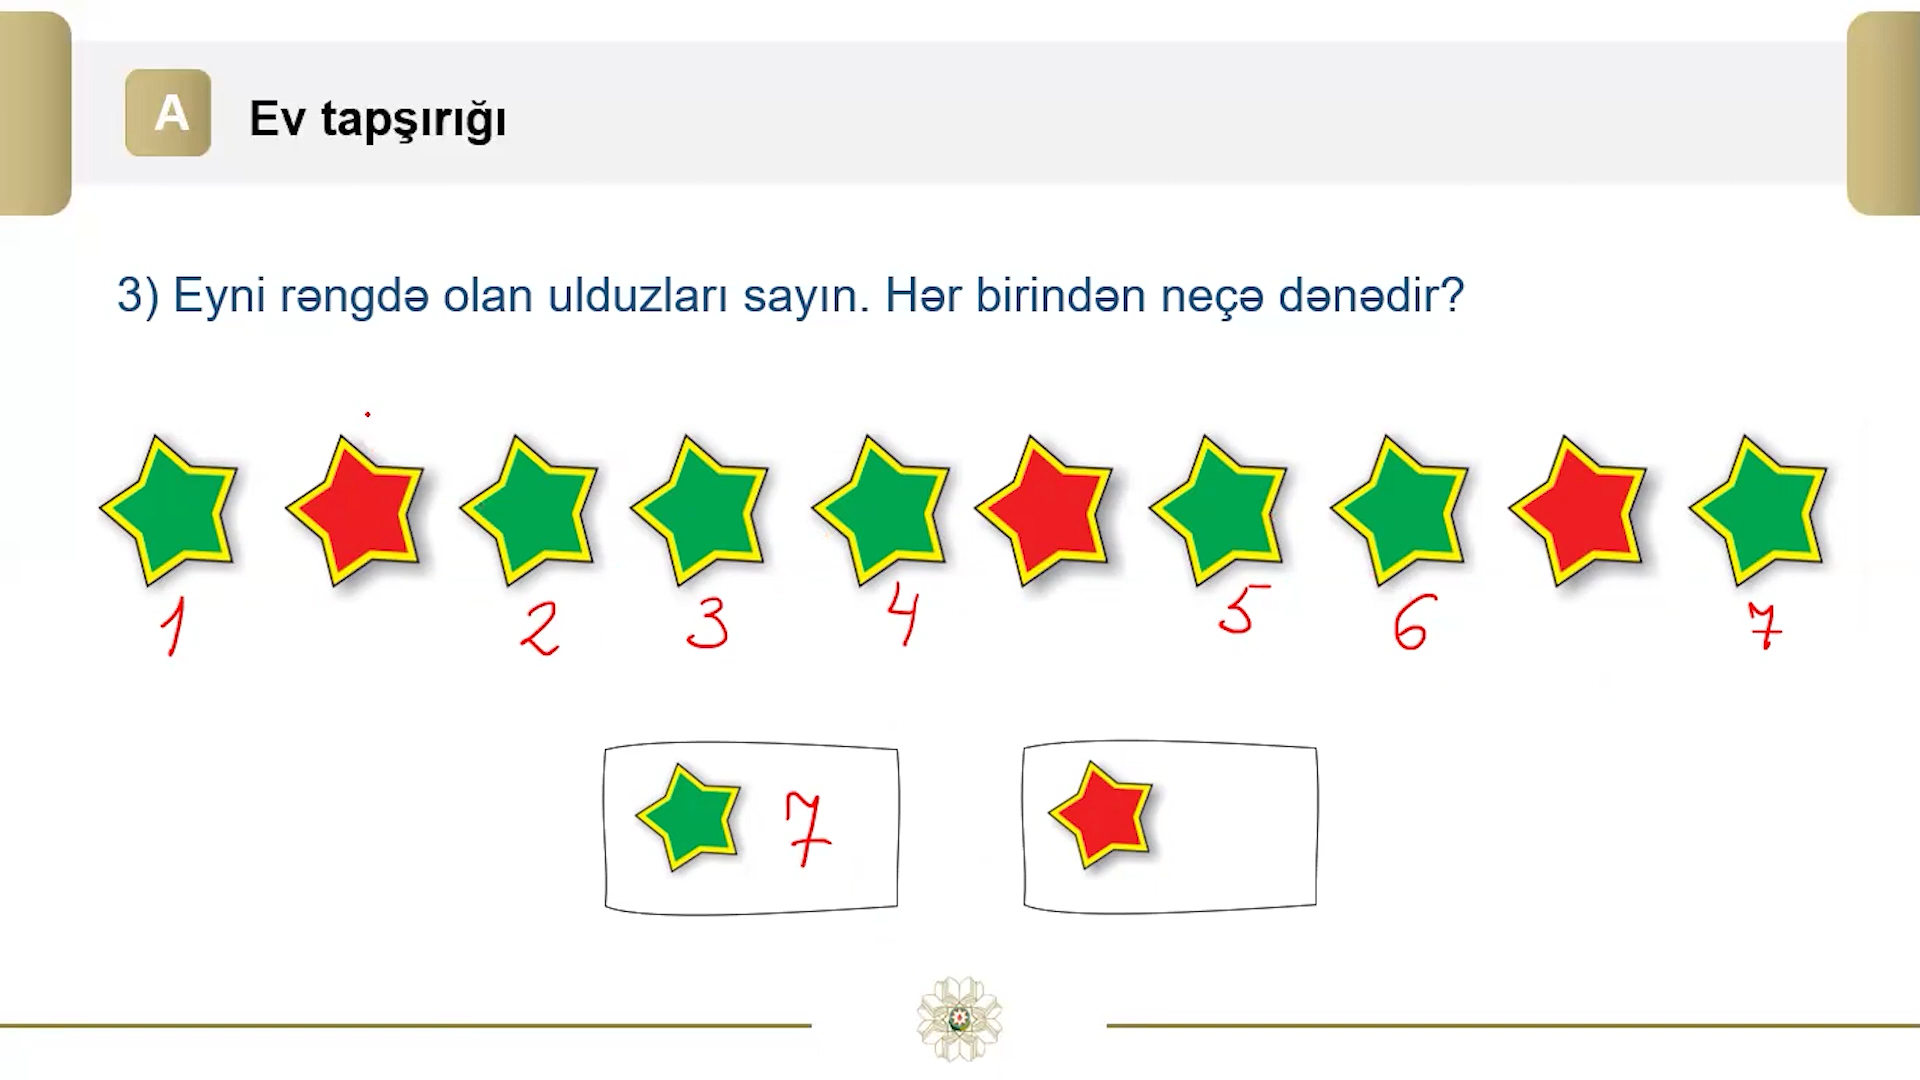 A Ev tapşırığı
3) Eyni rəngdə olan ulduzları sayın. Hər birindən neçə dənədir?
1 2 3 4 5 6 7
7